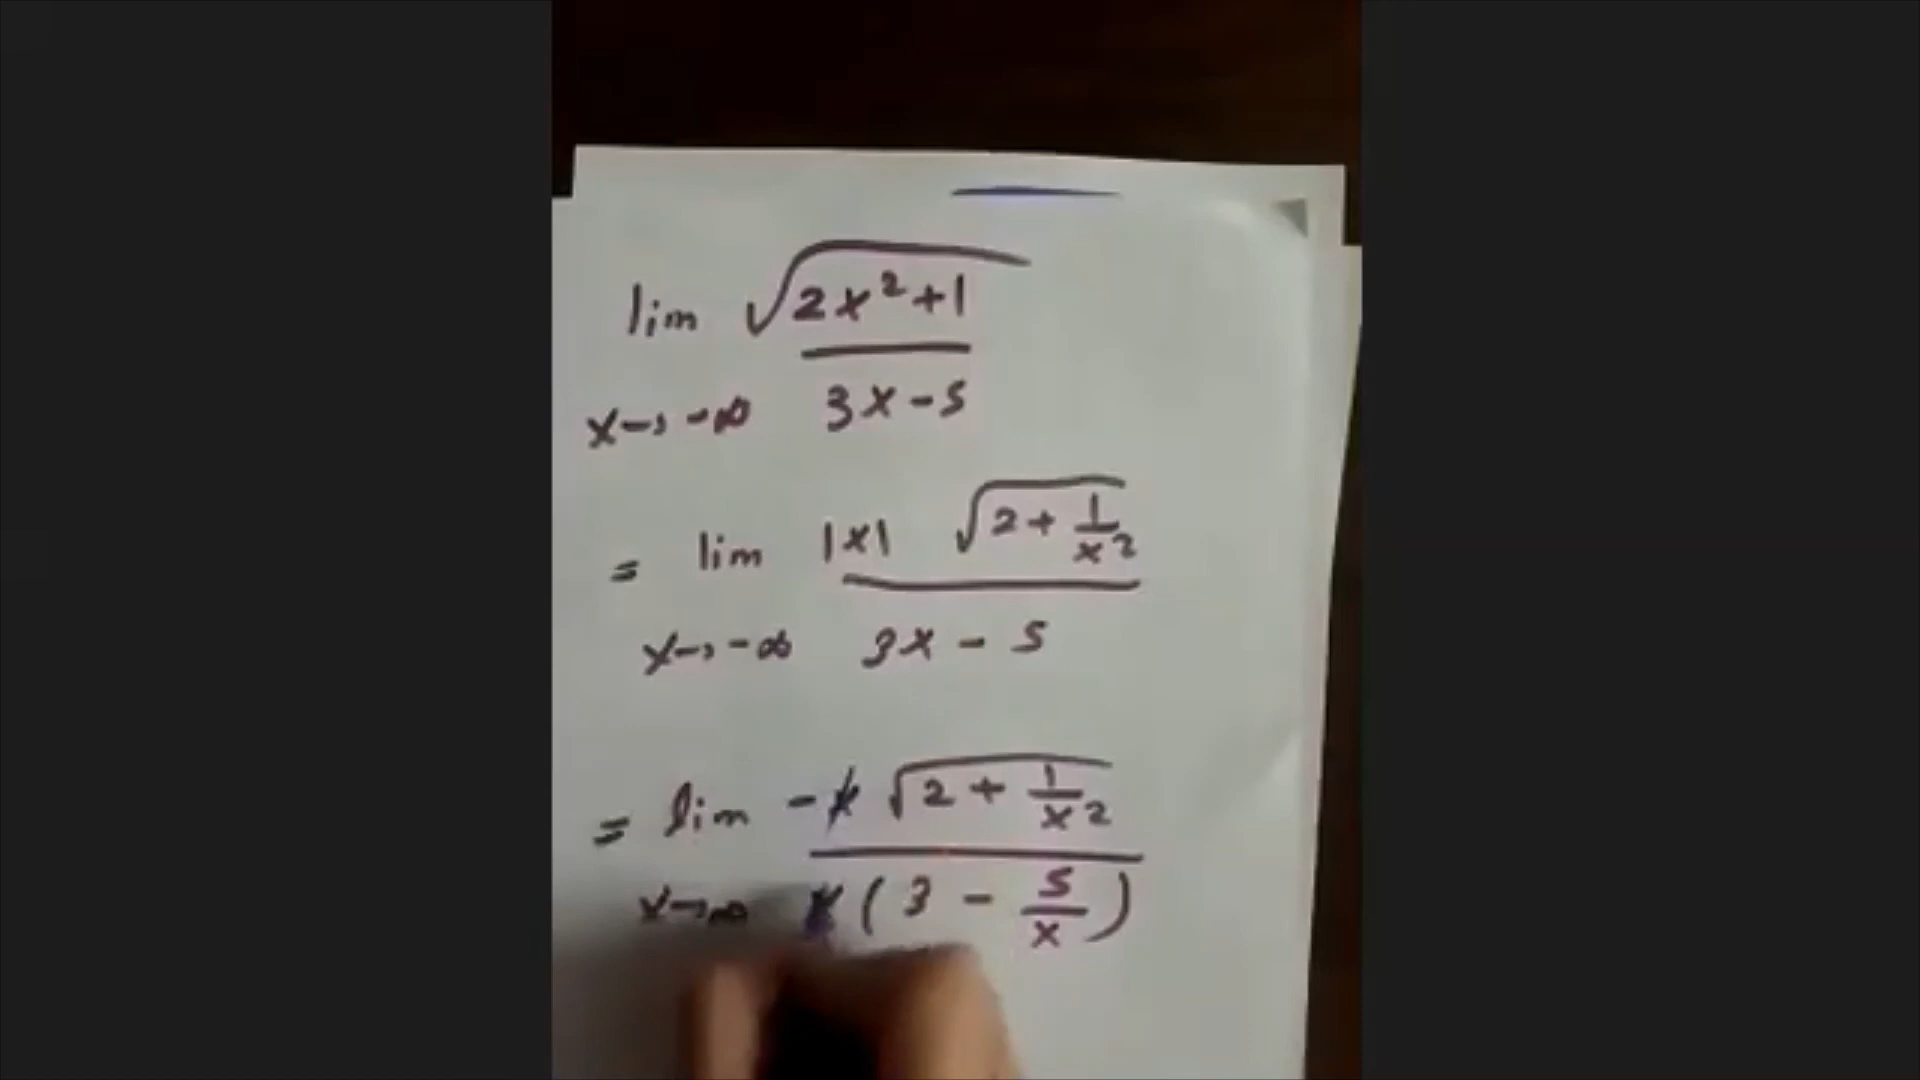 lim √2x²+1
x→-∞ 3x-5
= lim |x| √2+1/x²
x→-∞ 3x-5
= lim -x √2+1/x²
x→∞ x(3-5/x)